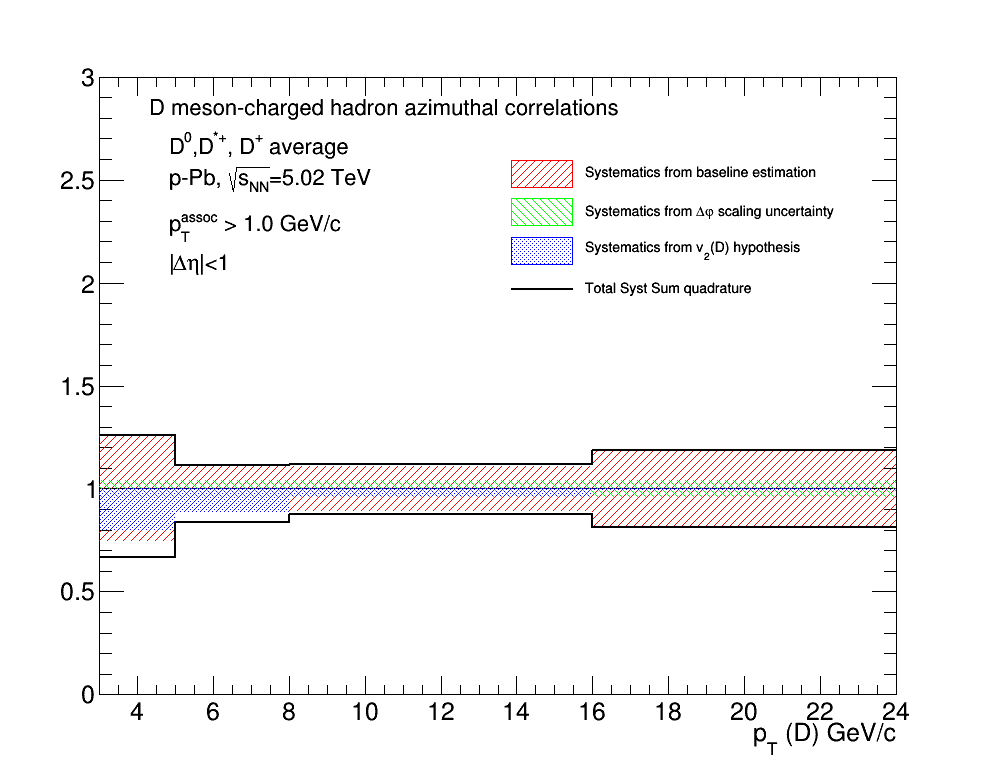 D meson-charged hadron azimuthal correlations
D⁰,D*⁺, D⁺ average
p-Pb, √s_NN=5.02 TeV
p_T^assoc > 1.0 GeV/c
|Δη|<1
Systematics from baseline estimation
Systematics from Δφ scaling uncertainty
Systematics from v₂(D) hypothesis
Total Syst Sum quadrature
3
2.5
2
1.5
1
0.5
0
4 6 8 10 12 14 16 18 20 22 24
p_T (D) GeV/c